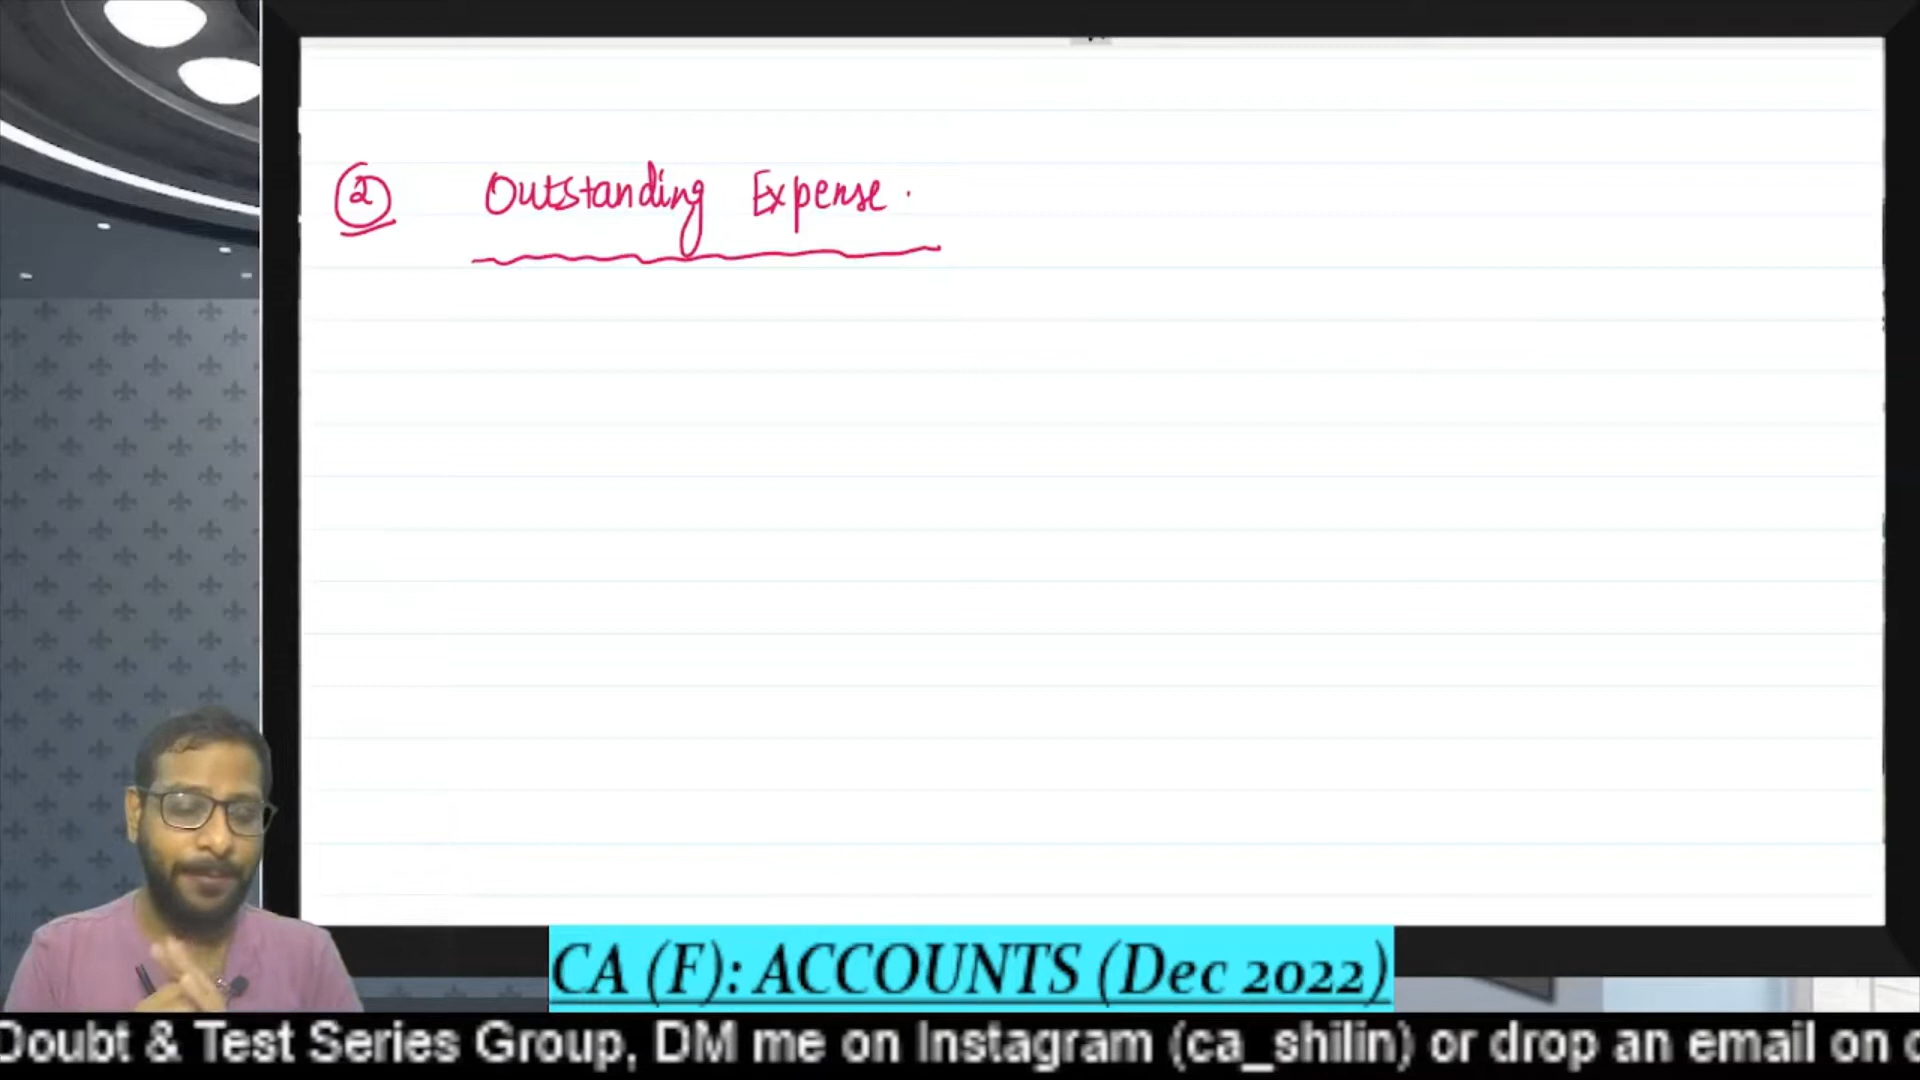 ② Outstanding Expense.
CA (F): ACCOUNTS (Dec 2022)
Doubt & Test Series Group, DM me on Instagram (ca_shilin) or drop an email on